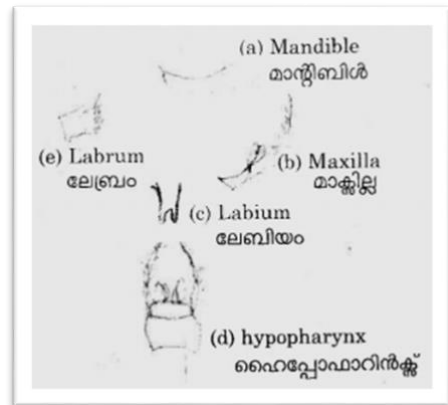 (a) Mandible
മാന്റിബിൾ
(e) Labrum
ലേബ്രം
(b) Maxilla
മാക്സില്ല
(c) Labium
ലേബിയം
(d) hypopharynx
ഹൈപ്പോഫാറിൻക്സ്